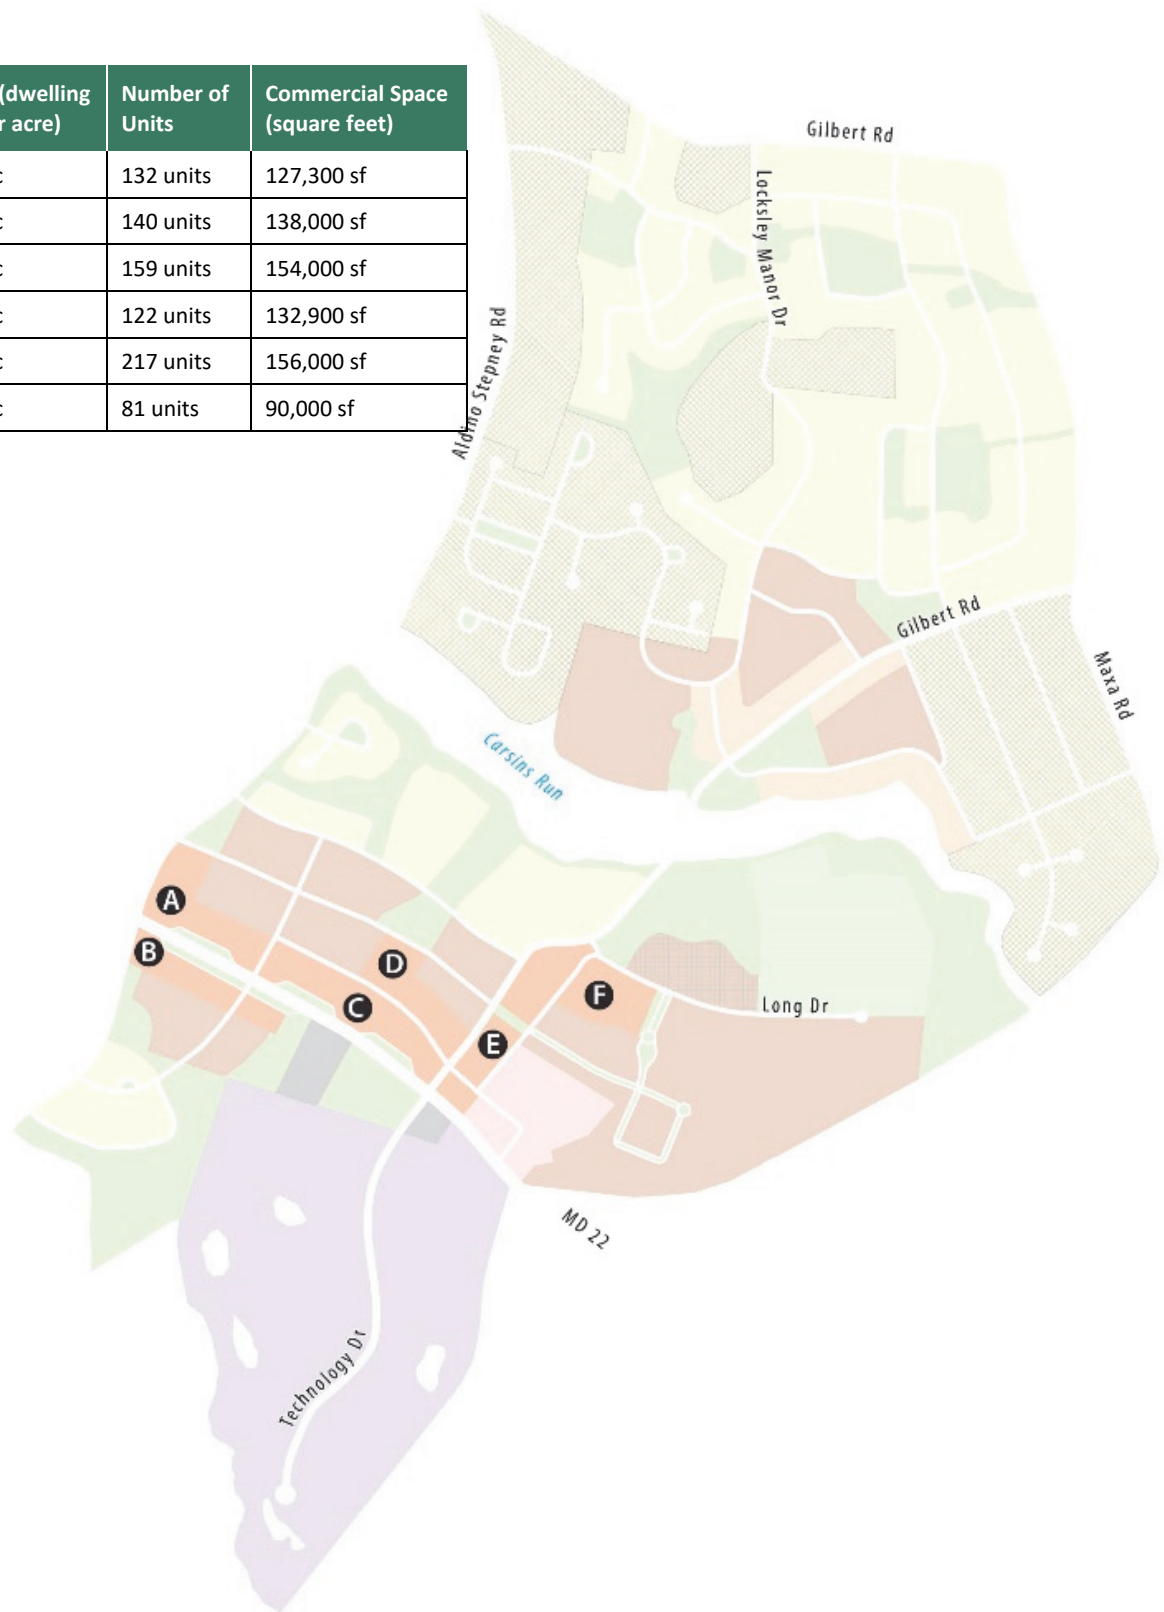 (dwelling Number of Commercial Space
r acre) Units (square feet)
c 132 units 127,300 sf
c 140 units 138,000 sf
c 159 units 154,000 sf
c 122 units 132,900 sf
c 217 units 156,000 sf
c 81 units 90,000 sf
Gilbert Rd
Locksley Manor Dr
Aldino Stepney Rd
Gilbert Rd
Maxa Rd
Carsins Run
A
B
D
C
F
E
Long Dr
MD 22
Technology Dr